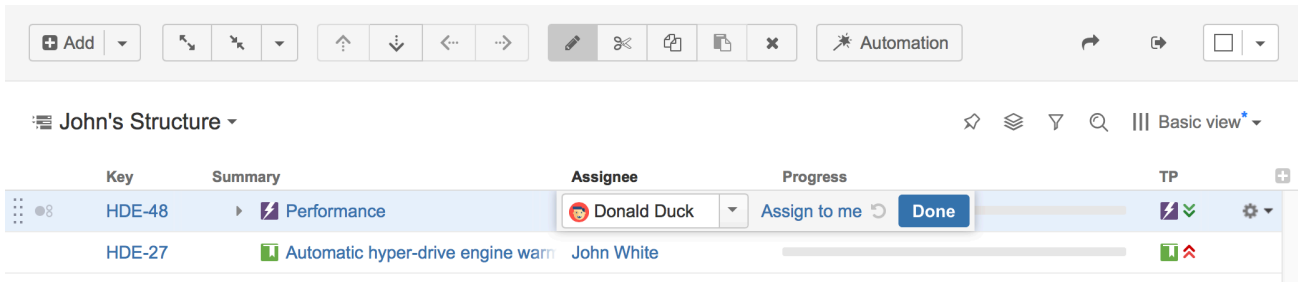 Add Automation
John's Structure Basic view*
Key Summary Assignee Progress TP
HDE-48 Performance Donald Duck Assign to me Done
HDE-27 Automatic hyper-drive engine warm John White